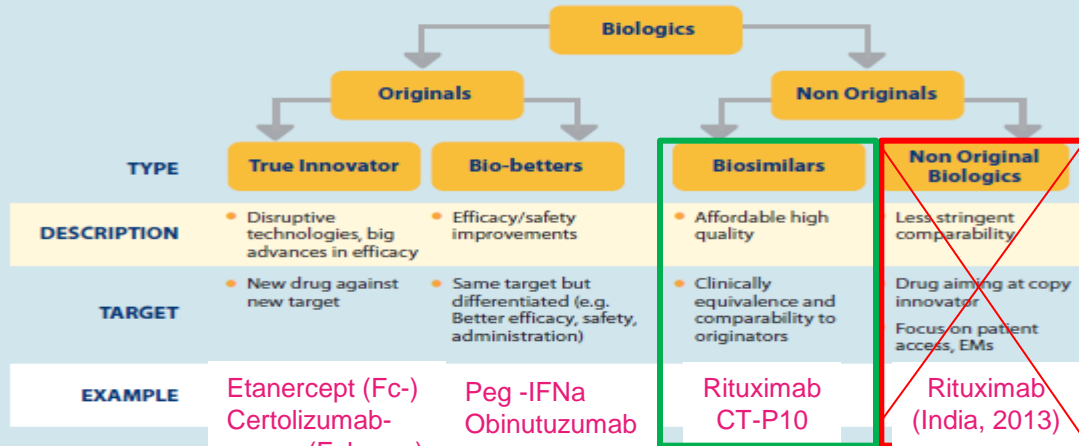 Biologics
Originals
Non Originals
TYPE
True Innovator
Bio-betters
Biosimilars
Non Original
Biologics
DESCRIPTION
• Disruptive
technologies, big
advances in efficacy
• Efficacy/safety
improvements
• Affordable high
quality
Less stringent
comparability
TARGET
• New drug against
new target
• Same target but
differentiated (e.g.
Better efficacy, safety,
administration)
• Clinically
equivalence and
comparability to
originators
Drug aiming at copy
innovator
Focus on patient
access, EMs
EXAMPLE
Etanercept (Fc-)
Certolizumab-
Peg -IFNa
Obinutuzumab
Rituximab
CT-P10
Rituximab
(India, 2013)